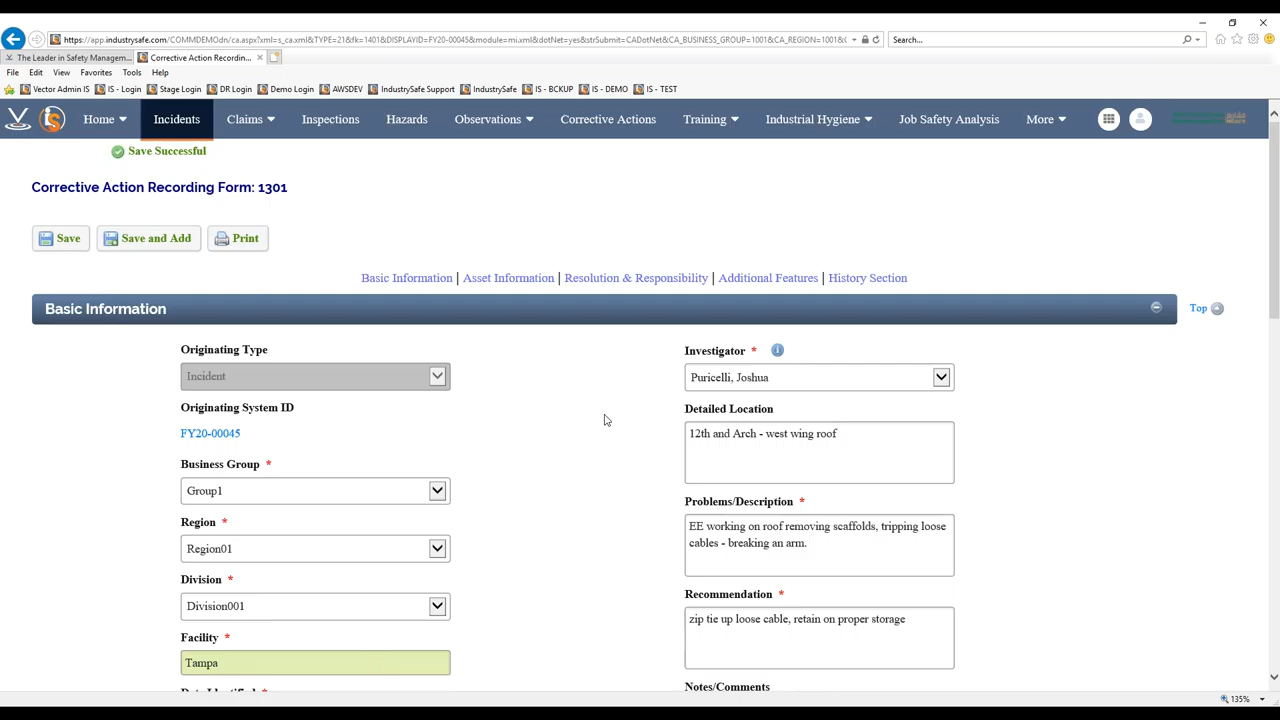 https://app.industrysafe.com/COMMDEMOdn/ca.aspx?xml=s_ca.xml&TYPE=21&fk=1401&DISPLAYID=FY20-00045&module=mi.xml&dotNet=yes&strSubmit=CADotNet&CA_BUSINESS_GROUP=1001&CA_REGION=1001&
Search...
The Leader in Safety Managem...
Corrective Action Recordin...
File Edit View Favorites Tools Help
Vector Admin IS
IS - Login
Stage Login
DR Login
Demo Login
AWSDEV
IndustrySafe Support
IndustrySafe
IS - BCKUP
IS - DEMO
IS - TEST
Home Incidents Claims Inspections Hazards Observations Corrective Actions Training Industrial Hygiene Job Safety Analysis More
Save Successful
Corrective Action Recording Form: 1301
Save
Save and Add
Print
Basic Information | Asset Information | Resolution & Responsibility | Additional Features | History Section
Basic Information
Top
Originating Type
Incident
Originating System ID
FY20-00045
Business Group *
Group1
Region *
Region01
Division *
Division001
Facility *
Tampa
Date Identified *
Investigator *
Puricelli, Joshua
Detailed Location
12th and Arch - west wing roof
Problems/Description *
EE working on roof removing scaffolds, tripping loose
cables - breaking an arm.
Recommendation *
zip tie up loose cable, retain on proper storage
Notes/Comments
135%